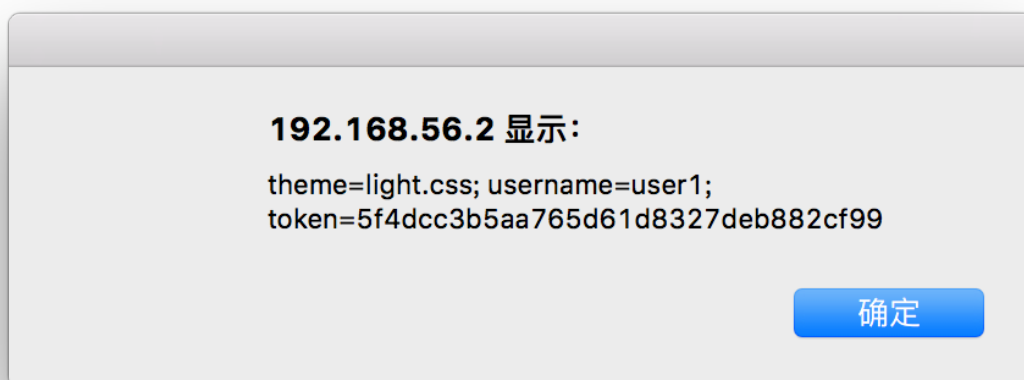 192.168.56.2 显示：
theme=light.css; username=user1;
token=5f4dcc3b5aa765d61d8327deb882cf99
确定